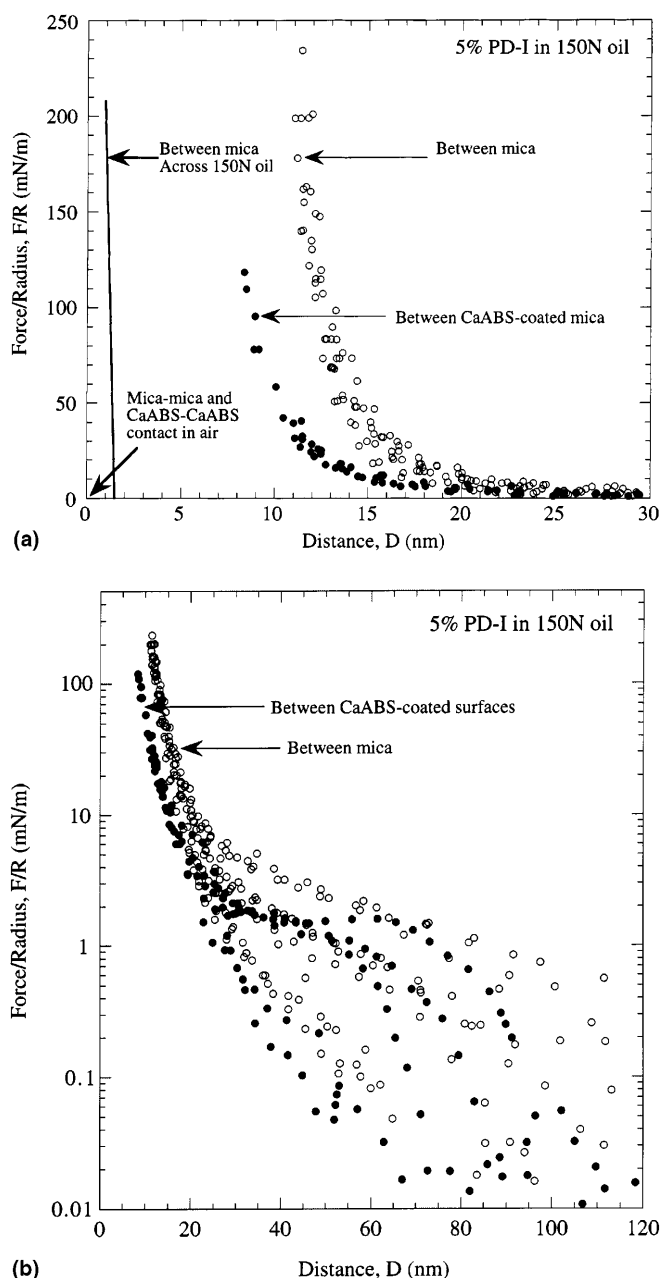 5% PD-I in 150N oil
250
200
150
100
50
0
Force/Radius, F/R (mN/m)
Between mica
Across 150N oil
Between mica
Between CaABS-coated mica
Mica-mica and
CaABS-CaABS
contact in air
0 5 10 15 20 25 30
(a)
Distance, D (nm)
5% PD-I in 150N oil
100
10
1
0.1
0.01
Force/Radius, F/R (mN/m)
Between CaABS-coated surfaces
Between mica
0 20 40 60 80 100 120
(b)
Distance, D (nm)